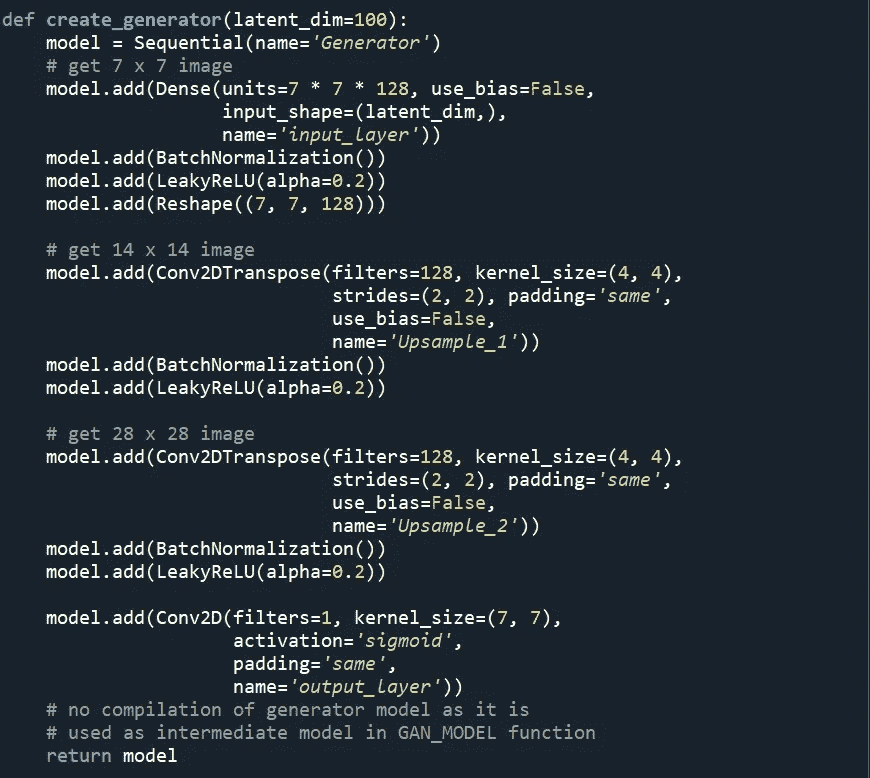 def create_generator(latent_dim=100):
    model = Sequential(name='Generator')
    # get 7 x 7 image
    model.add(Dense(units=7 * 7 * 128, use_bias=False,
                    input_shape=(latent_dim,),
                    name='input_layer'))
    model.add(BatchNormalization())
    model.add(LeakyReLU(alpha=0.2))
    model.add(Reshape((7, 7, 128)))

    # get 14 x 14 image
    model.add(Conv2DTranspose(filters=128, kernel_size=(4, 4),
                              strides=(2, 2), padding='same',
                              use_bias=False,
                              name='Upsample_1'))
    model.add(BatchNormalization())
    model.add(LeakyReLU(alpha=0.2))

    # get 28 x 28 image
    model.add(Conv2DTranspose(filters=128, kernel_size=(4, 4),
                              strides=(2, 2), padding='same',
                              use_bias=False,
                              name='Upsample_2'))
    model.add(BatchNormalization())
    model.add(LeakyReLU(alpha=0.2))

    model.add(Conv2D(filters=1, kernel_size=(7, 7),
                     activation='sigmoid',
                     padding='same',
                     name='output_layer'))
    # no compilation of generator model as it is
    # used as intermediate model in GAN_MODEL function
    return model